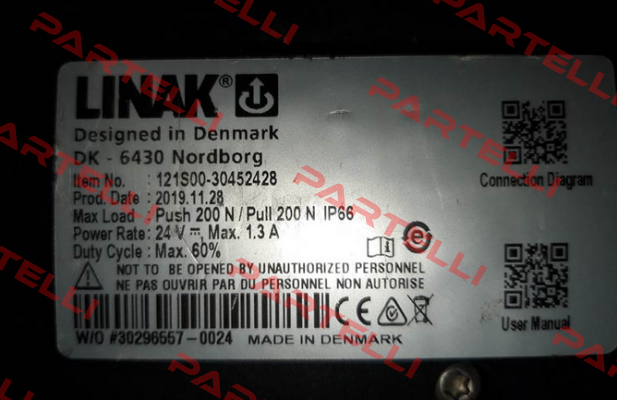 LINAK®
Designed in Denmark
DK - 6430 Nordborg
Item No. : 121S00-30452428
Prod. Date : 2019.11.28
Max Load : Push 200 N / Pull 200 N IP66
Power Rate: 24 V ⎓ Max. 1.3 A
Duty Cycle : Max. 60%
NOT TO BE OPENED BY UNAUTHORIZED PERSONNEL
NE PAS OUVRIR PAR DU PERSONNEL NON AUTORISE
W/O #30296557-0024 MADE IN DENMARK
Connection Diagram
User Manual
PARTELLI
PARTELLI
PARTELLI
PARTELLI
PARTELLI
PARTELLI
PARTELLI